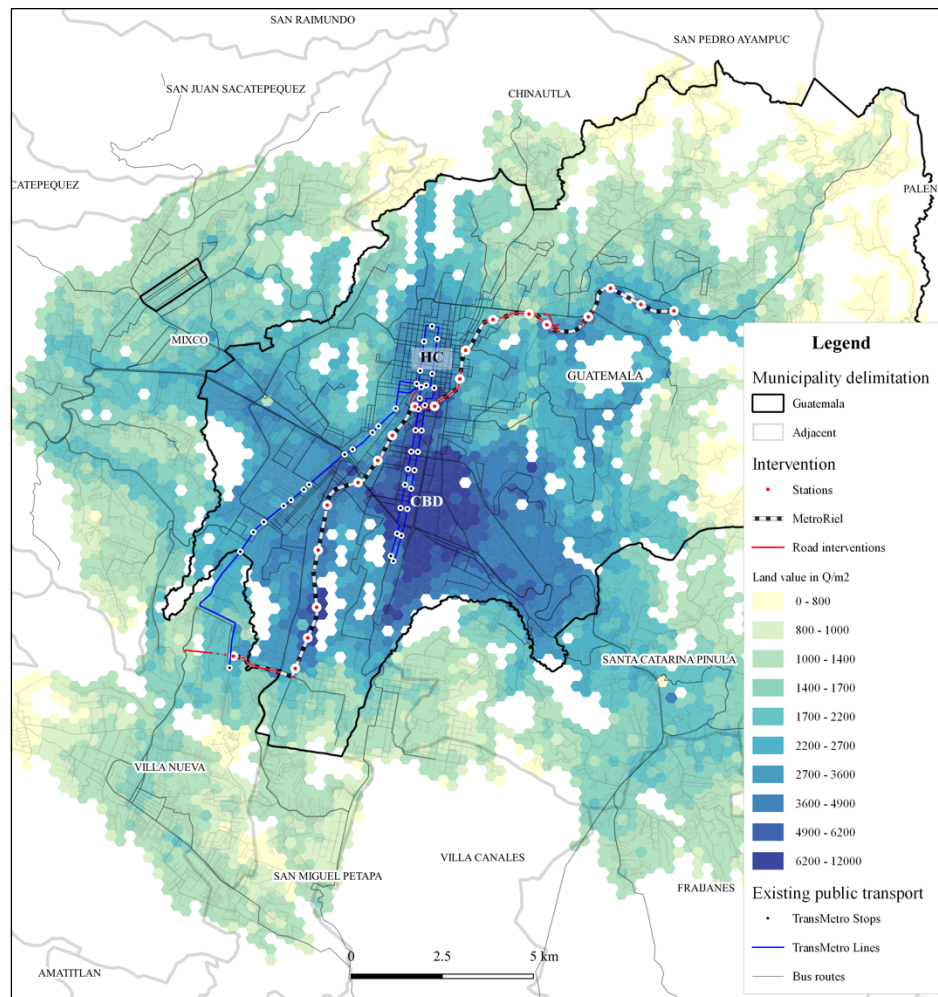 SAN RAIMUNDO
SAN PEDRO AYAMPUC
SAN JUAN SACATEPEQUEZ
CHINAUTLA
CATEPEQUEZ
PALEN
MIXCO
HC
GUATEMALA
CBD
SANTA CATARINA PINULA
VILLA NUEVA
VILLA CANALES
SAN MIGUEL PETAPA
FRAIJANES
AMATITLAN
0 2.5 5 km
Legend
Municipality delimitation
Guatemala
Adjacent
Intervention
Stations
MetroRiel
Road interventions
Land value in Q/m2
0 - 800
800 - 1000
1000 - 1400
1400 - 1700
1700 - 2200
2200 - 2700
2700 - 3600
3600 - 4900
4900 - 6200
6200 - 12000
Existing public transport
TransMetro Stops
TransMetro Lines
Bus routes